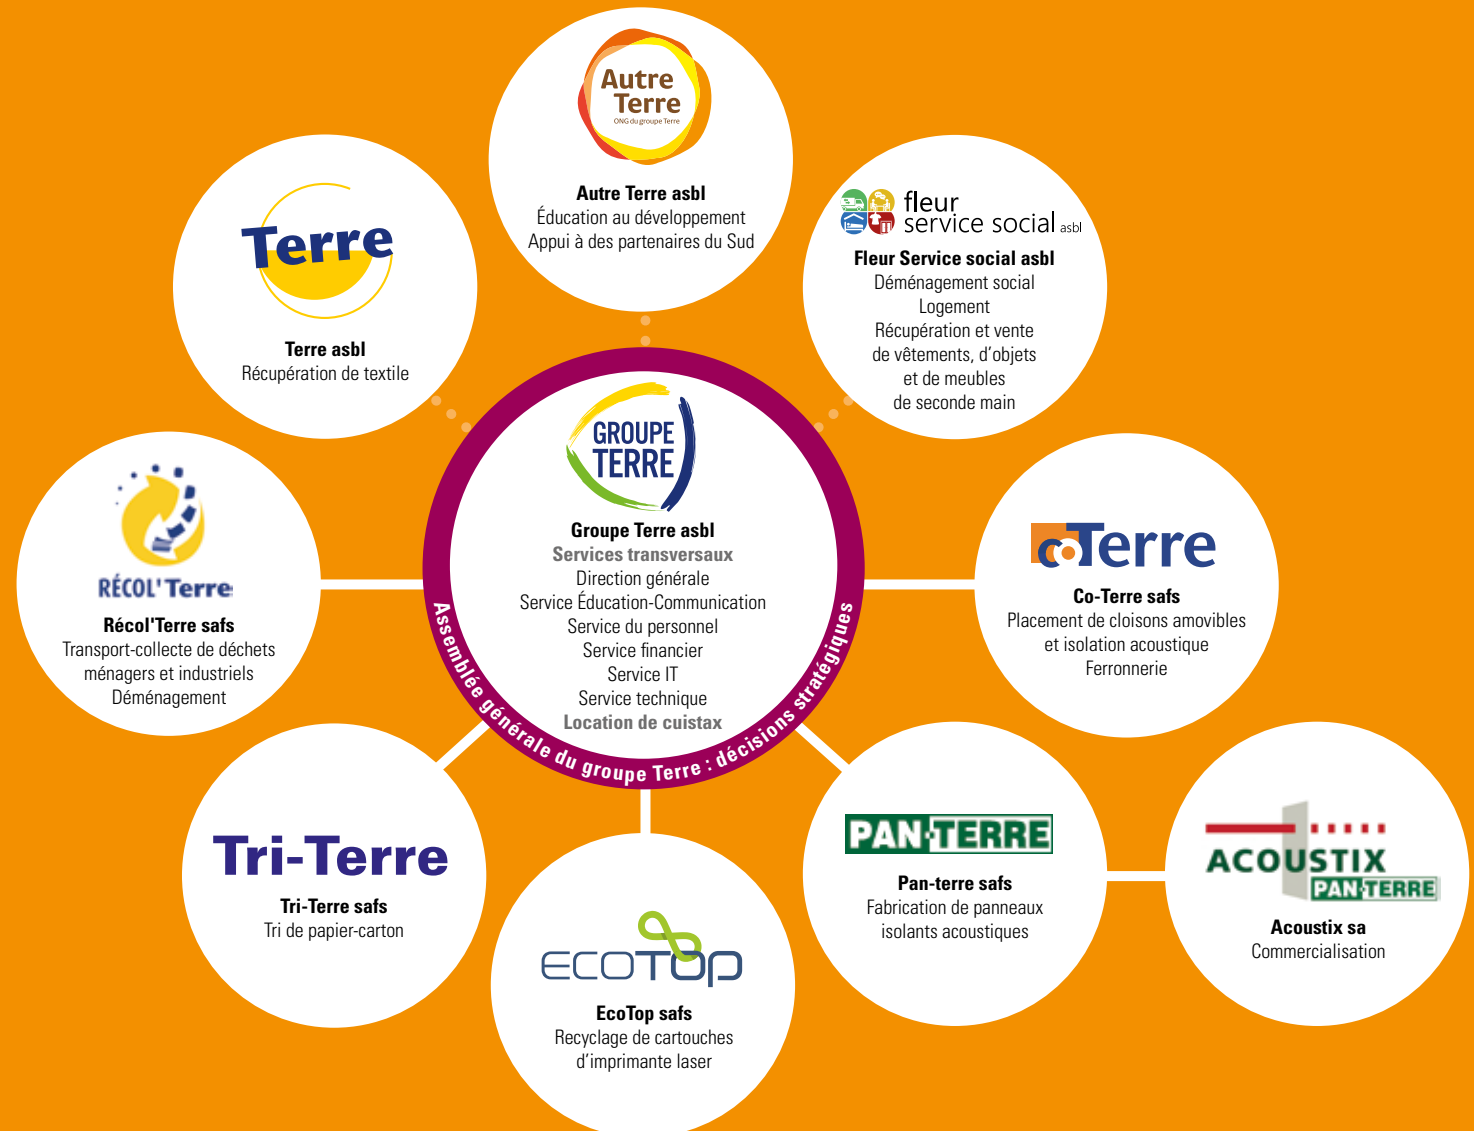 Autre
Terre
ONG du groupe Terre
Autre Terre asbl
Éducation au développement
Appui à des partenaires du Sud
Terre
Terre asbl
Récupération de textile
fleur
service social asbl
Fleur Service social asbl
Déménagement social
Logement
Récupération et vente
de vêtements, d'objets
et de meubles
de seconde main
GROUPE
TERRE
Groupe Terre asbl
Services transversaux
Direction générale
Service Éducation-Communication
Service du personnel
Service financier
Service IT
Service technique
Location de cuistax
Assemblée générale du groupe Terre : décisions stratégiques
RÉCOL'Terre
Récol'Terre safs
Transport-collecte de déchets
ménagers et industriels
Déménagement
coTerre
Co-Terre safs
Placement de cloisons amovibles
et isolation acoustique
Ferronnerie
Tri-Terre
Tri-Terre safs
Tri de papier-carton
ECOTOP
EcoTop safs
Recyclage de cartouches
d'imprimante laser
PAN-TERRE
Pan-terre safs
Fabrication de panneaux
isolants acoustiques
ACOUSTIX
PAN-TERRE
Acoustix sa
Commercialisation